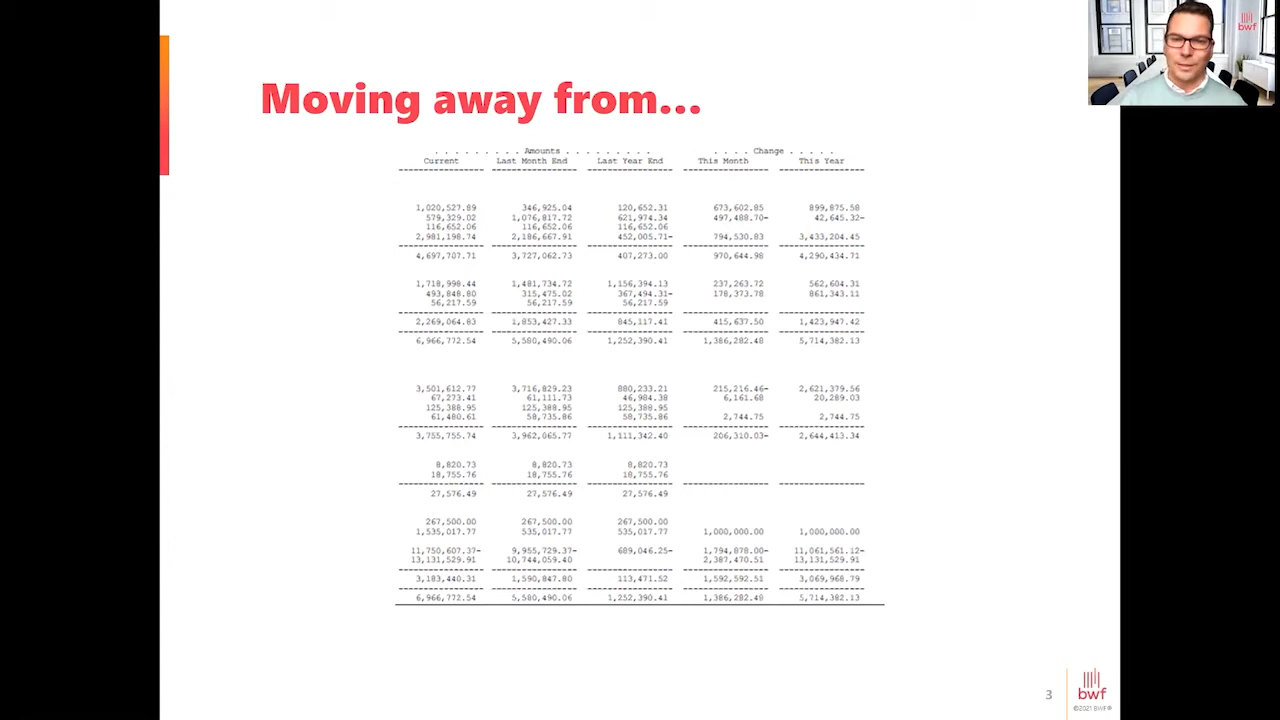 bwf
Moving away from...
. . . . . . . . . Amounts . . . . . . . . . . . . . Change . . . . .
Current Last Month End Last Year End This Month This Year
1,020,527.89 346,925.04 120,652.31 673,602.85 899,875.58
579,329.02 1,076,817.72 621,974.34 497,488.70- 42,645.32-
116,652.06 116,652.06 116,652.06
2,981,198.74 2,186,667.91 452,005.71- 794,530.83 3,433,204.45
4,697,707.71 3,727,062.73 407,273.00 970,644.98 4,290,434.71
1,718,998.44 1,481,734.72 1,156,394.13 237,263.72 562,604.31
493,848.80 315,475.02 367,494.31- 178,373.78 861,343.11
56,217.59 56,217.59 56,217.59
2,269,064.83 1,853,427.33 845,117.41 415,637.50 1,423,947.42
6,966,772.54 5,580,490.06 1,252,390.41 1,386,282.48 5,714,382.13
3,501,612.77 3,716,829.23 880,233.21 215,216.46- 2,621,379.56
67,273.41 61,111.73 46,984.38 6,161.68 20,289.03
125,388.95 125,388.95 125,388.95
61,480.61 58,735.86 58,735.86 2,744.75 2,744.75
3,755,755.74 3,962,065.77 1,111,342.40 206,310.03- 2,644,413.34
8,820.73 8,820.73 8,820.73
18,755.76 18,755.76 18,755.76
27,576.49 27,576.49 27,576.49
267,500.00 267,500.00 267,500.00
1,535,017.77 535,017.77 535,017.77 1,000,000.00 1,000,000.00
11,750,607.37- 9,955,729.37- 689,046.25- 1,794,878.00- 11,061,561.12-
13,131,529.91 10,744,059.40 2,387,470.51 13,131,529.91
3,183,440.31 1,590,847.80 113,471.52 1,592,592.51 3,069,968.79
6,966,772.54 5,580,490.06 1,252,390.41 1,386,282.48 5,714,382.13
3
bwf
©2021 BWF®